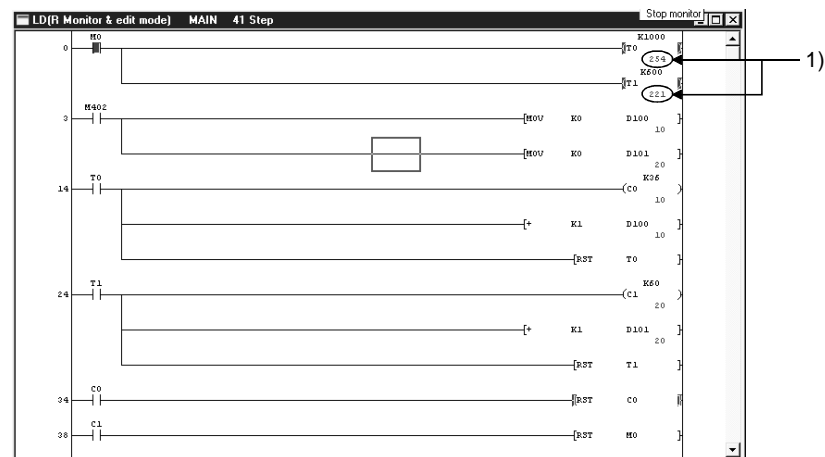 LD(R Monitor & edit mode) MAIN 41 Step
Stop monitor
M0 K1000
0 T0
254
1)
K600
T1
221
M402
3 [MOV K0 D100 ]
10
[MOV K0 D101 ]
20
T0 K36
14 (C0 )
10
[+ K1 D100 ]
10
[RST T0 ]
T1 K60
24 (C1 )
20
[+ K1 D101 ]
20
[RST T1 ]
C0
34 [RST C0 ]
C1
38 [RST M0 ]